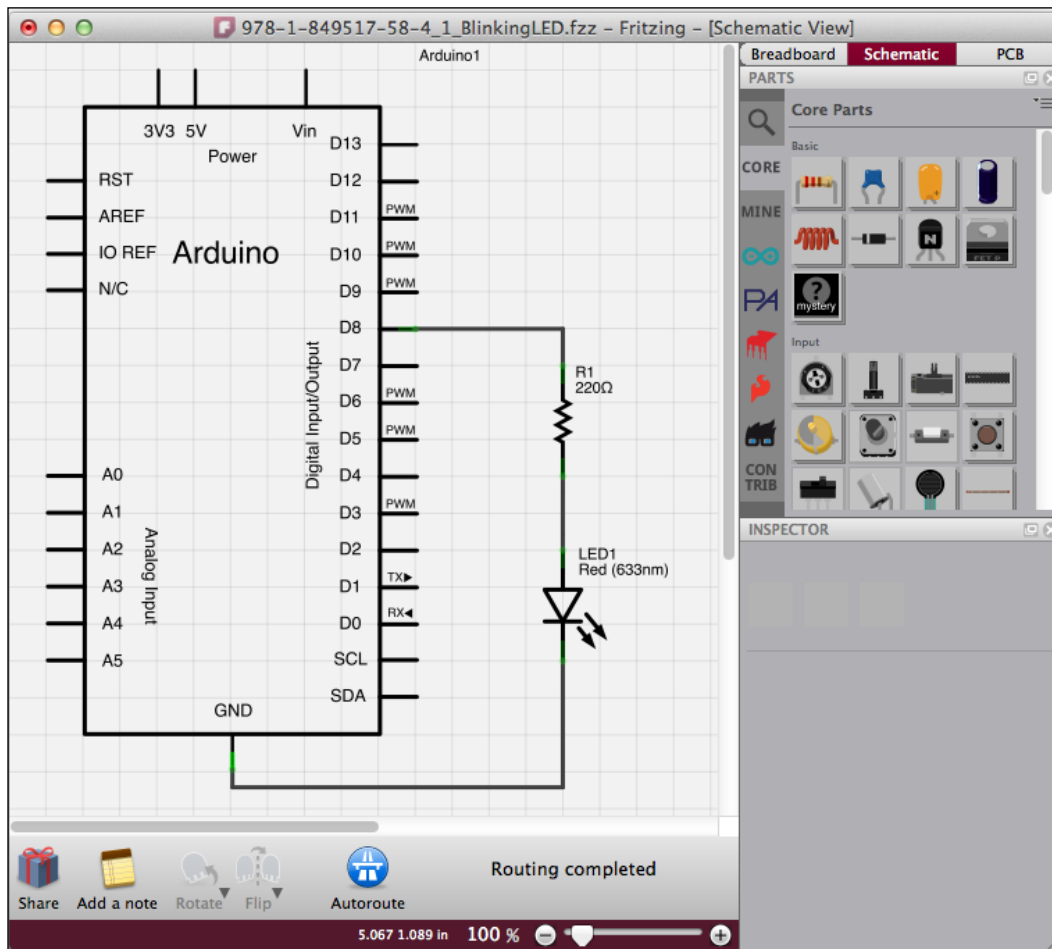 978-1-849517-58-4_1_BlinkingLED.fzz – Fritzing – [Schematic View]
Arduino1
3V3 5V Vin
Power
RST
AREF
IO REF
N/C
Arduino
A0
A1
A2
A3
A4
A5
Analog Input
D13
D12
D11 PWM
D10 PWM
D9 PWM
D8
D7
D6 PWM
D5 PWM
D4
D3 PWM
D2
D1 TX
D0 RX
SCL
SDA
Digital Input/Output
GND
R1
220Ω
LED1
Red (633nm)
Breadboard Schematic PCB
PARTS
Core Parts
CORE
MINE
PA
CON
TRIB
Basic
N
FET P
?
mystery
Input
INSPECTOR
Share
Add a note
Rotate
Flip
Autoroute
Routing completed
5.067 1.089 in 100 %